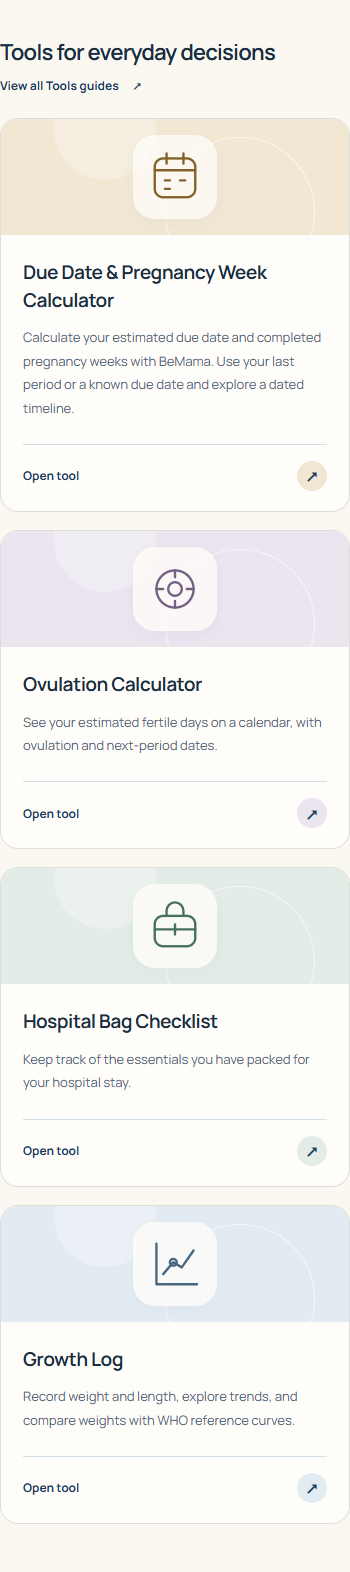 Tools for everyday decisions
View all Tools guides ↗
Due Date & Pregnancy Week
Calculator
Calculate your estimated due date and completed
pregnancy weeks with BeMama. Use your last
period or a known due date and explore a dated
timeline.
Open tool ↗
Ovulation Calculator
See your estimated fertile days on a calendar, with
ovulation and next-period dates.
Open tool ↗
Hospital Bag Checklist
Keep track of the essentials you have packed for
your hospital stay.
Open tool ↗
Growth Log
Record weight and length, explore trends, and
compare weights with WHO reference curves.
Open tool ↗